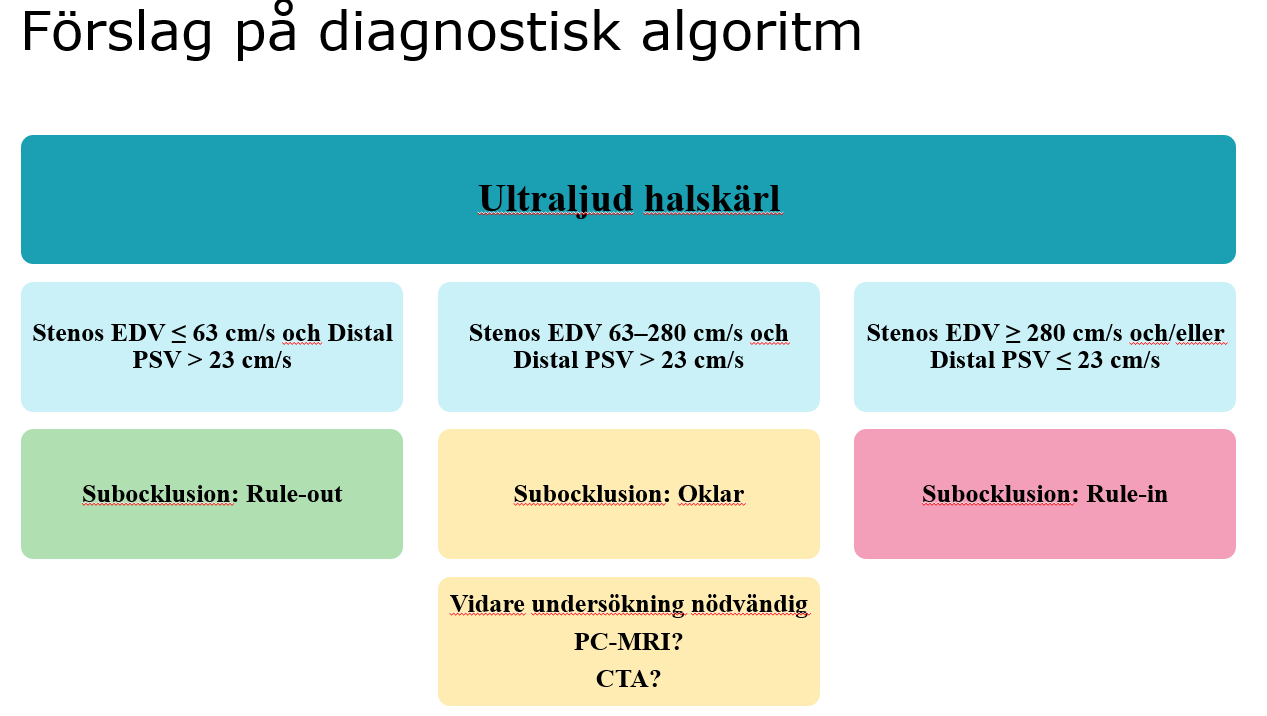 Förslag på diagnostisk algoritm
Ultraljud halskärl
Stenos EDV ≤ 63 cm/s och Distal
PSV > 23 cm/s
Stenos EDV 63–280 cm/s och
Distal PSV > 23 cm/s
Stenos EDV ≥ 280 cm/s och/eller
Distal PSV ≤ 23 cm/s
Subocklusion: Rule-out
Subocklusion: Oklar
Subocklusion: Rule-in
Vidare undersökning nödvändig
PC-MRI?
CTA?